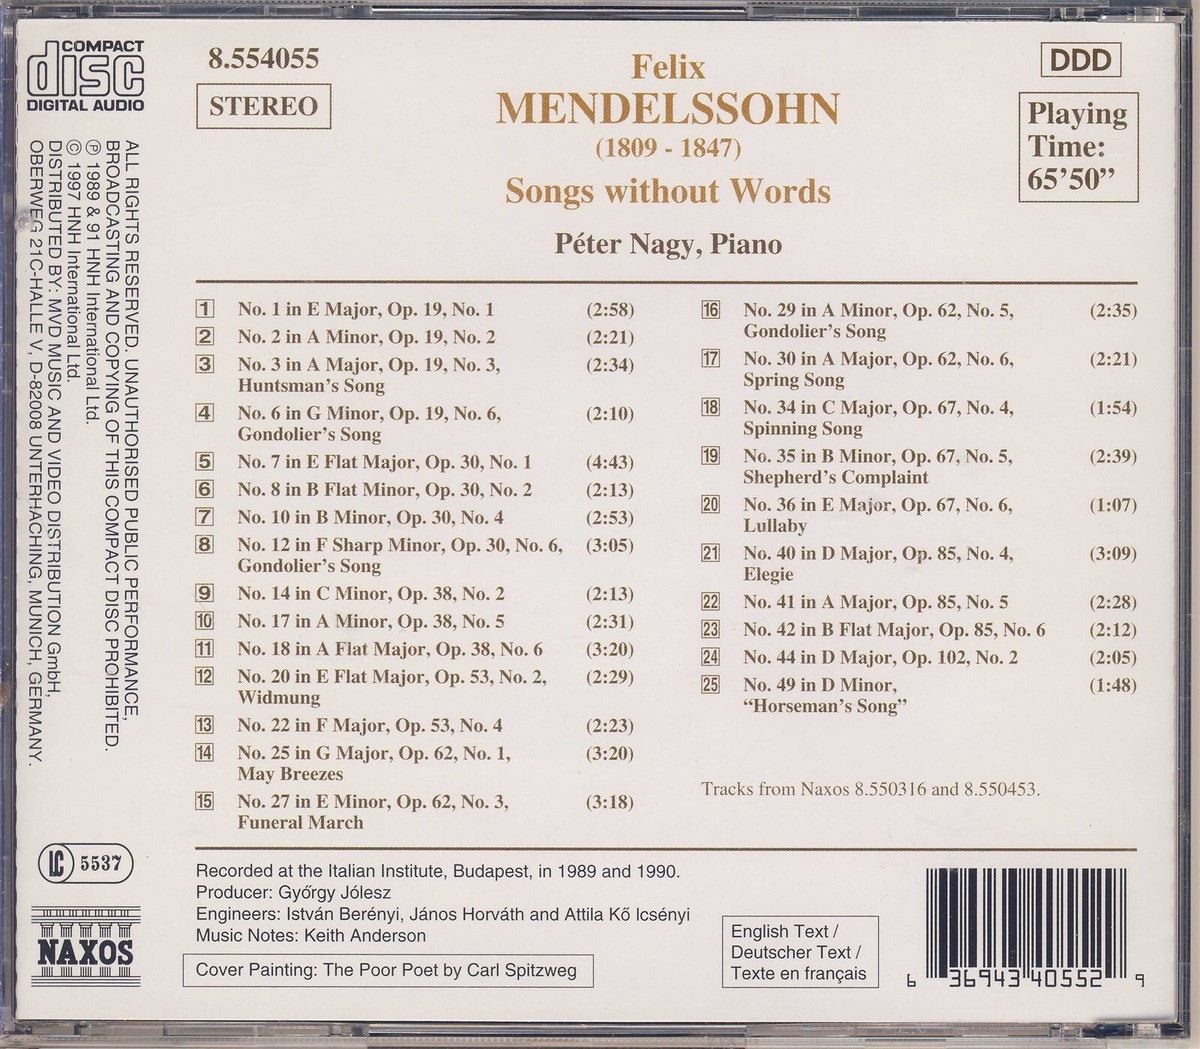 COMPACT
disc
DIGITAL AUDIO
8.554055
STEREO
Felix
MENDELSSOHN
(1809 - 1847)
Songs without Words
Péter Nagy, Piano
DDD
Playing
Time:
65’50”
1 No. 1 in E Major, Op. 19, No. 1 (2:58)
2 No. 2 in A Minor, Op. 19, No. 2 (2:21)
3 No. 3 in A Major, Op. 19, No. 3, (2:34)
Huntsman’s Song
4 No. 6 in G Minor, Op. 19, No. 6, (2:10)
Gondolier’s Song
5 No. 7 in E Flat Major, Op. 30, No. 1 (4:43)
6 No. 8 in B Flat Minor, Op. 30, No. 2 (2:13)
7 No. 10 in B Minor, Op. 30, No. 4 (2:53)
8 No. 12 in F Sharp Minor, Op. 30, No. 6, (3:05)
Gondolier’s Song
9 No. 14 in C Minor, Op. 38, No. 2 (2:13)
10 No. 17 in A Minor, Op. 38, No. 5 (2:31)
11 No. 18 in A Flat Major, Op. 38, No. 6 (3:20)
12 No. 20 in E Flat Major, Op. 53, No. 2, (2:29)
Widmung
13 No. 22 in F Major, Op. 53, No. 4 (2:23)
14 No. 25 in G Major, Op. 62, No. 1, (3:20)
May Breezes
15 No. 27 in E Minor, Op. 62, No. 3, (3:18)
Funeral March
16 No. 29 in A Minor, Op. 62, No. 5, (2:35)
Gondolier’s Song
17 No. 30 in A Major, Op. 62, No. 6, (2:21)
Spring Song
18 No. 34 in C Major, Op. 67, No. 4, (1:54)
Spinning Song
19 No. 35 in B Minor, Op. 67, No. 5, (2:39)
Shepherd’s Complaint
20 No. 36 in E Major, Op. 67, No. 6, (1:07)
Lullaby
21 No. 40 in D Major, Op. 85, No. 4, (3:09)
Elegie
22 No. 41 in A Major, Op. 85, No. 5 (2:28)
23 No. 42 in B Flat Major, Op. 85, No. 6 (2:12)
24 No. 44 in D Major, Op. 102, No. 2 (2:05)
25 No. 49 in D Minor, (1:48)
“Horseman’s Song”
Tracks from Naxos 8.550316 and 8.550453.
Recorded at the Italian Institute, Budapest, in 1989 and 1990.
Producer: György Jólesz
Engineers: István Berényi, János Horváth and Attila Kő lcsényi
Music Notes: Keith Anderson
Cover Painting: The Poor Poet by Carl Spitzweg
English Text /
Deutscher Text /
Texte en français
6 36943 40552 9
ALL RIGHTS RESERVED. UNAUTHORISED PUBLIC PERFORMANCE,
BROADCASTING AND COPYING OF THIS COMPACT DISC PROHIBITED.
℗ 1989 & 91 HNH International Ltd.
© 1997 HNH International Ltd.
DISTRIBUTED BY: MVD MUSIC AND VIDEO DISTRIBUTION GmbH,
OBERWEG 21C-HALLE V, D-82008 UNTERHACHING, MUNICH, GERMANY.
LC 5537
NAXOS